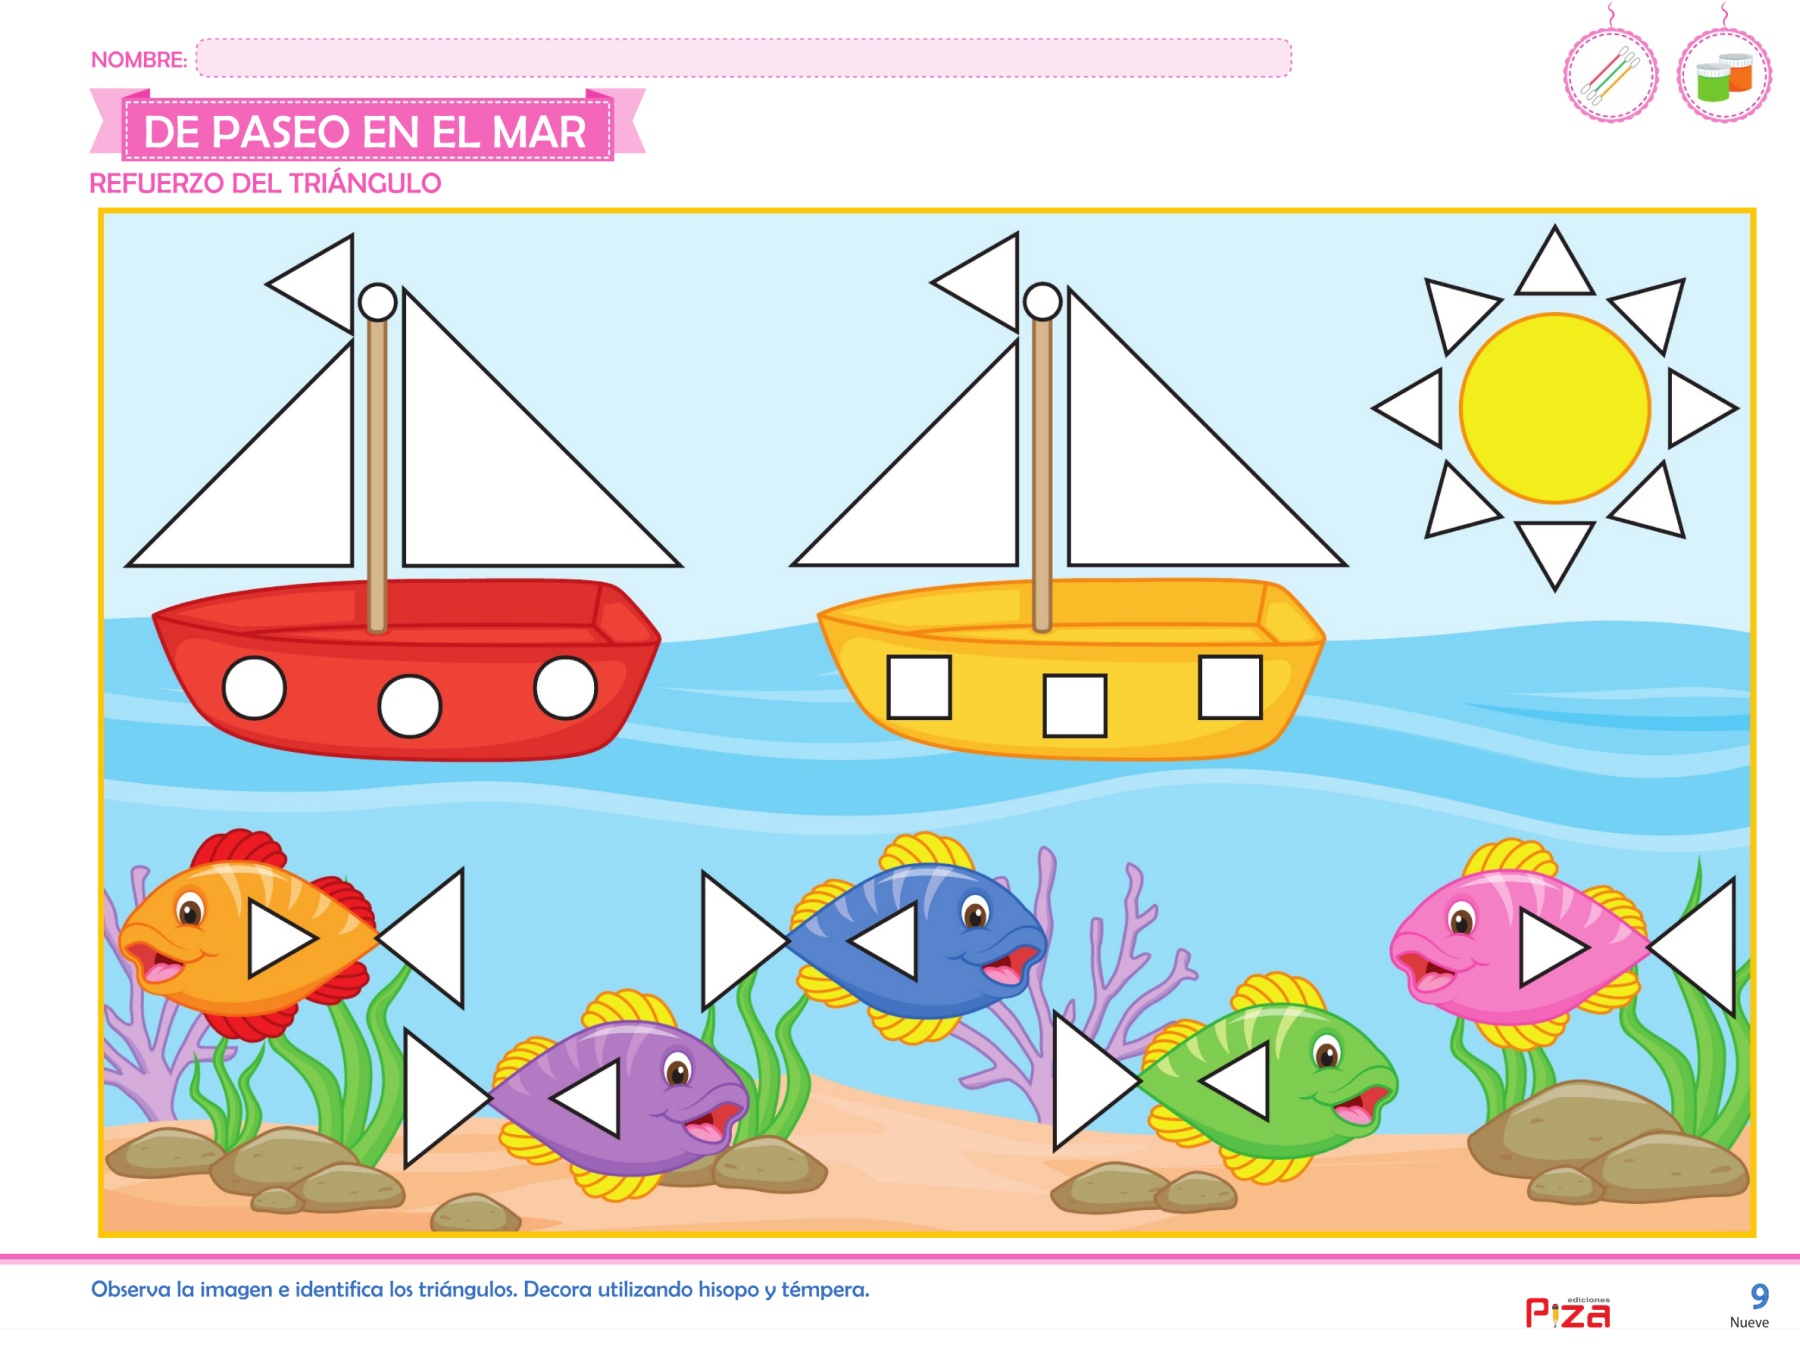 NOMBRE:
DE PASEO EN EL MAR
REFUERZO DEL TRIÁNGULO
Observa la imagen e identifica los triángulos. Decora utilizando hisopo y témpera.
ediciones
Piza
9
Nueve